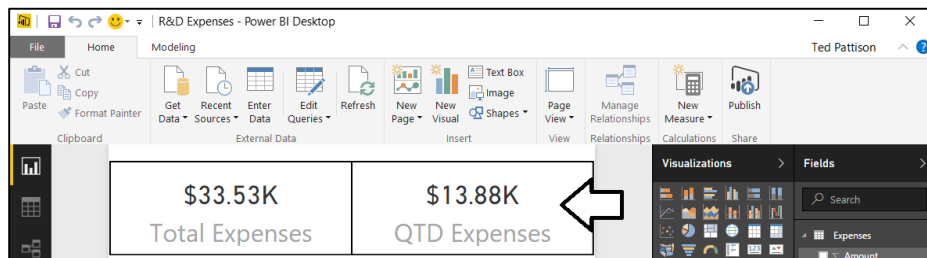 R&D Expenses - Power BI Desktop
File Home Modeling Ted Pattison
Cut
Copy
Format Painter
Paste
Clipboard
Get Data
Recent Sources
Enter Data
Edit Queries
Refresh
External Data
New Page
New Visual
Text Box
Image
Shapes
Insert
Page View
View
Manage Relationships
Relationships
New Measure
Calculations
Publish
Share
$33.53K
Total Expenses
$13.88K
QTD Expenses
Visualizations
Fields
Search
Expenses
Amount